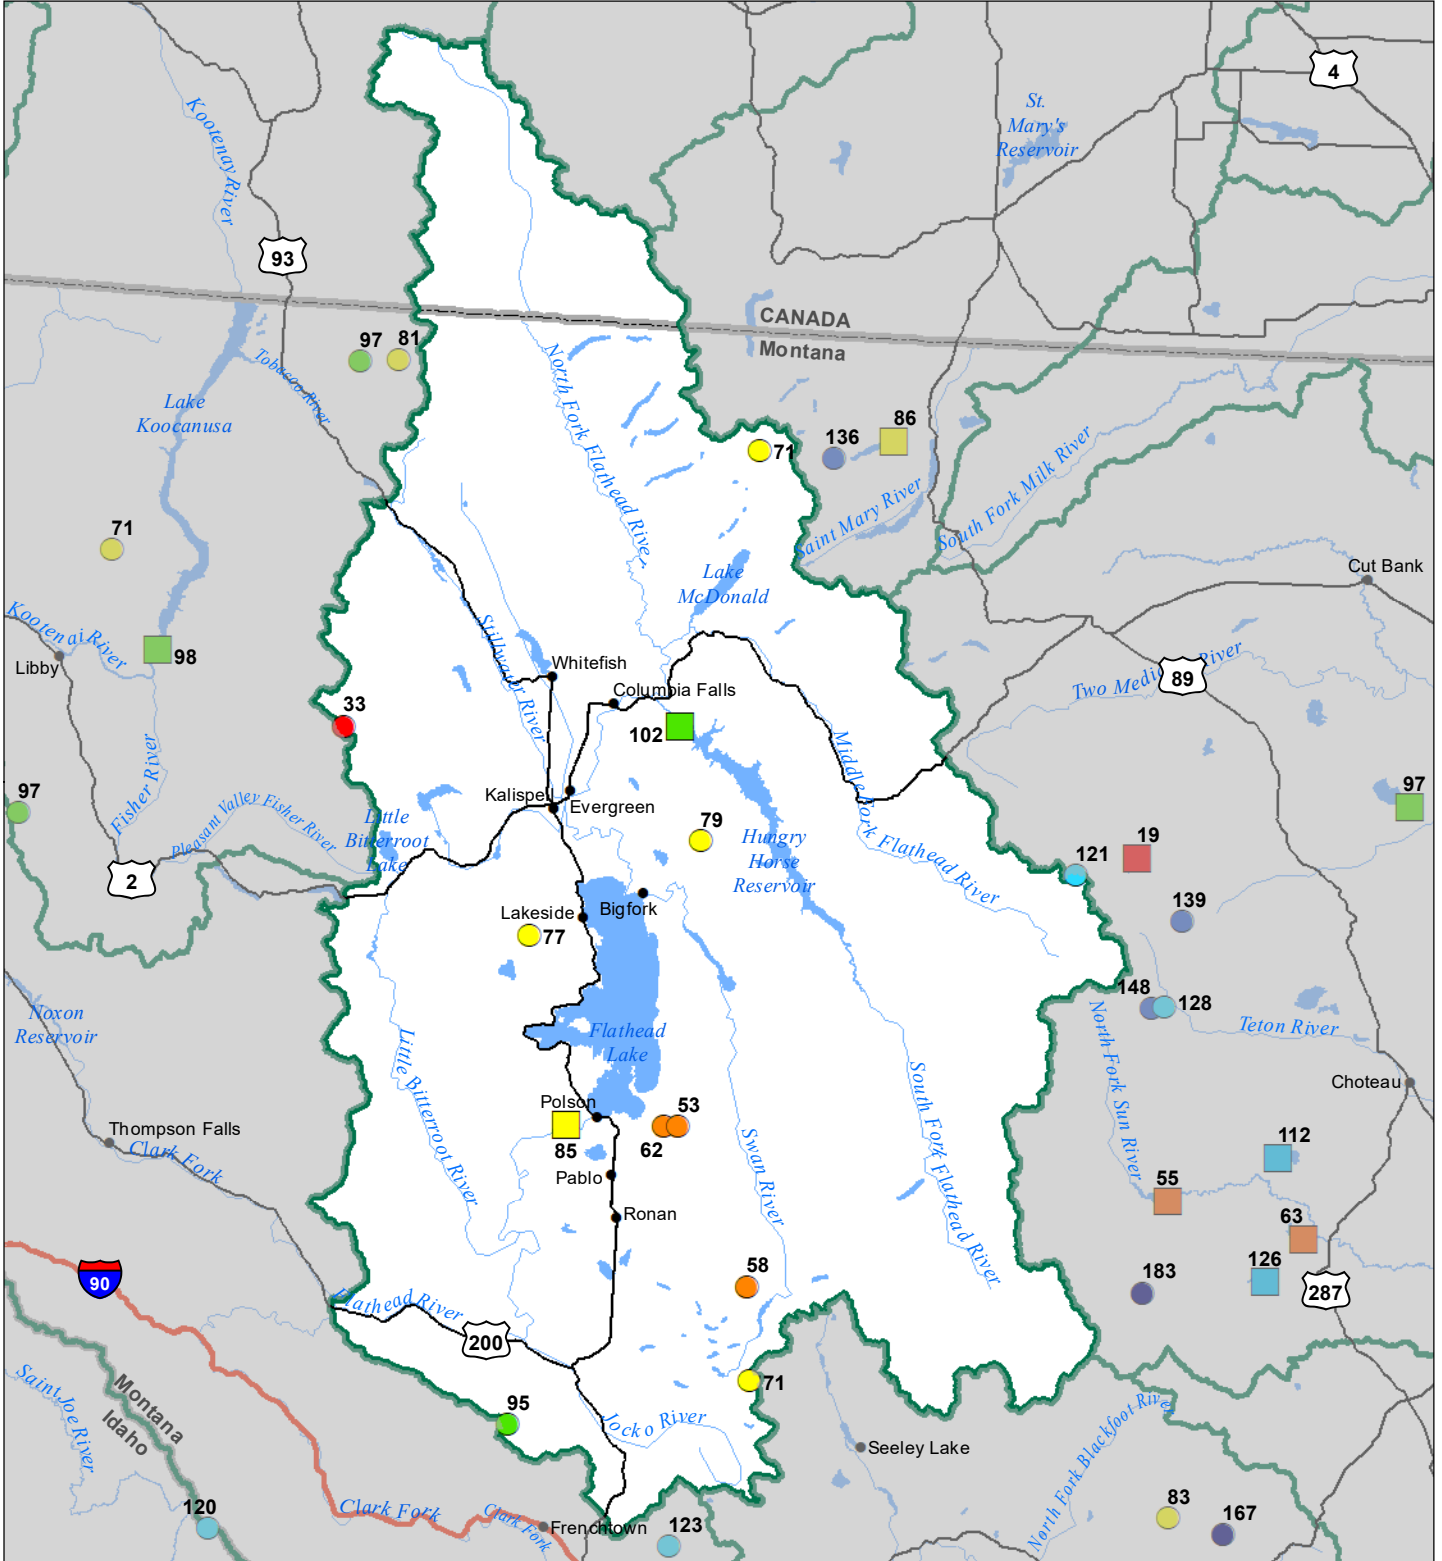 4
St.
Mary's
Reservoir
Kootenay River
93
CANADA
Montana
97
81
Tobacco River
North Fork Flathead River
Lake
Koocanusa
71
136
86
Saint Mary River
South Fork Milk River
71
Lake
McDonald
Cut Bank
Kootenai River
Libby
98
Stillwater River
Whitefish
Columbia Falls
Two Medicine River
89
33
102
Middle Fork Flathead River
Fisher River
97
Pleasant Valley Fisher River
2
Little
Bitterroot
Lake
Kalispell
Evergreen
79
Hungry
Horse
Reservoir
97
19
121
139
Lakeside
Bigfork
77
148
128
Noxon
Reservoir
Flathead
Lake
North Fork Sun River
Teton River
Little Bitterroot River
South Fork Flathead River
Choteau
Polson
53
62
85
Swan River
Thompson Falls
Clark Fork
Pablo
112
55
Ronan
63
126
183
287
90
58
Flathead River
200
71
Montana
Idaho
Saint Joe River
95
Jocko River
Seeley Lake
North Fork Blackfoot River
120
Clark Fork
Clark Fork
Frenchtown
123
83
167